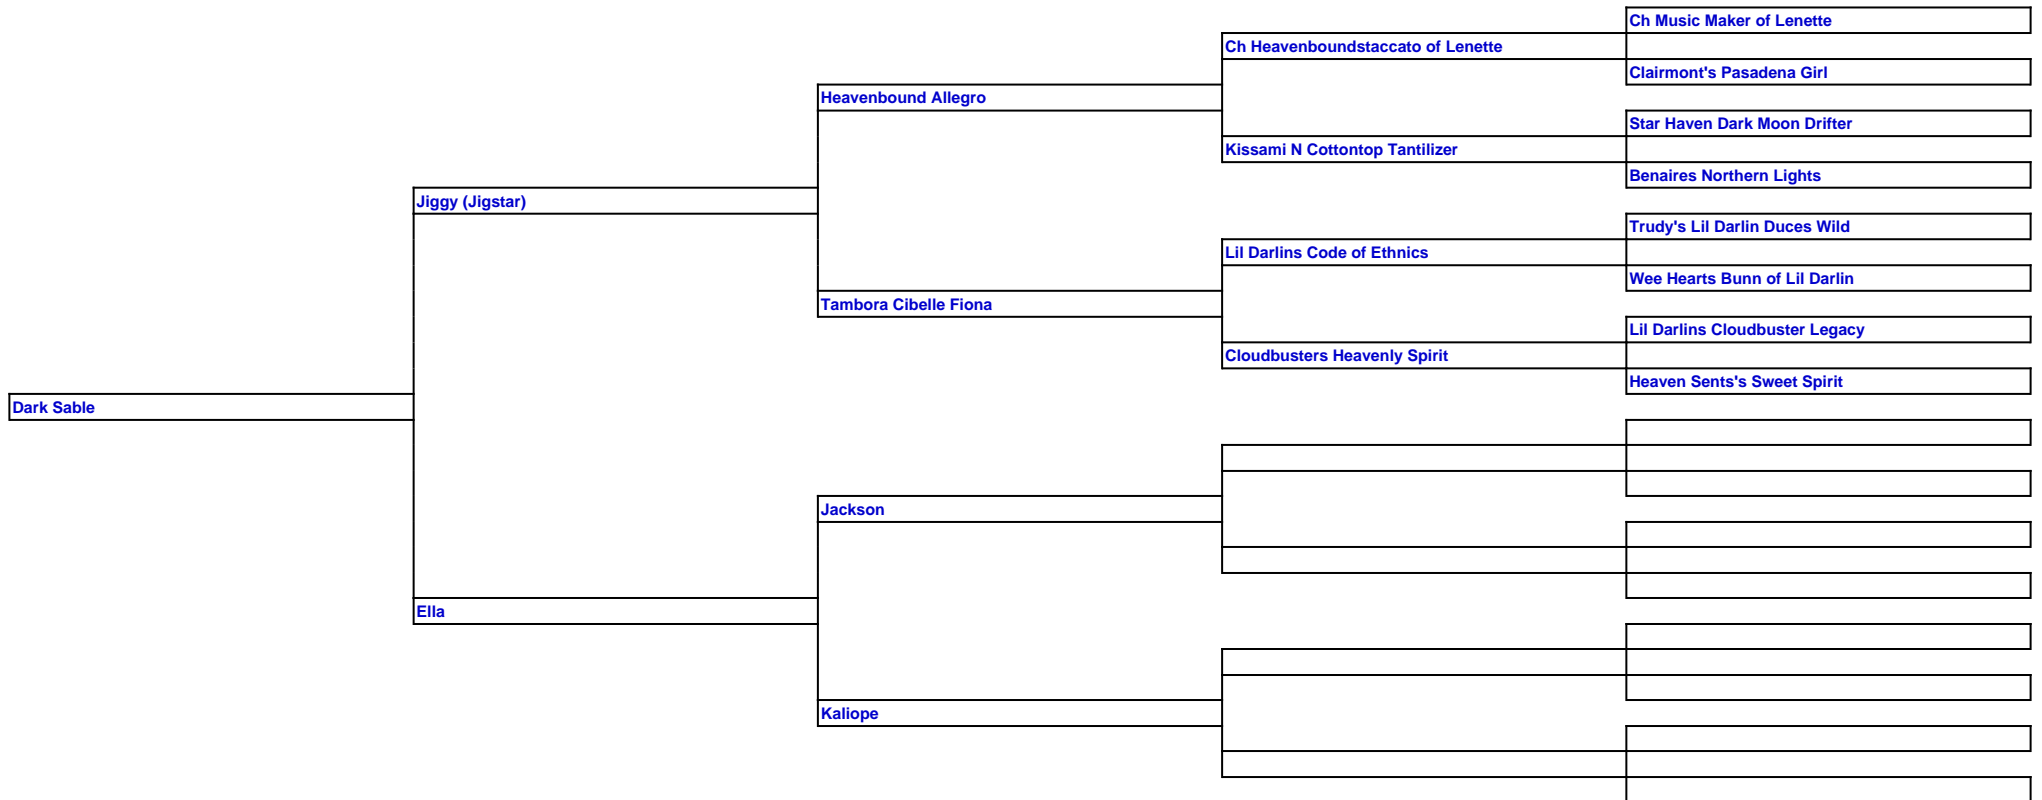 Ch Music Maker of Lenette
Ch Heavenboundstaccato of Lenette
Clairmont's Pasadena Girl
Heavenbound Allegro
Star Haven Dark Moon Drifter
Kissami N Cottontop Tantilizer
Benaires Northern Lights
Jiggy (Jigstar)
Trudy's Lil Darlin Duces Wild
Lil Darlins Code of Ethnics
Wee Hearts Bunn of Lil Darlin
Tambora Cibelle Fiona
Lil Darlins Cloudbuster Legacy
Cloudbusters Heavenly Spirit
Heaven Sents's Sweet Spirit
Dark Sable
Jackson
Ella
Kaliope